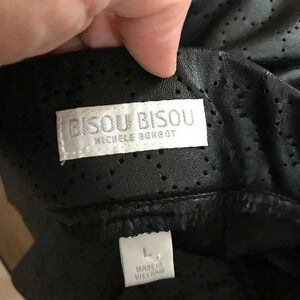 BISOU BISOU
MICHELE BOHBOT
L
MADE IN
VIETNAM